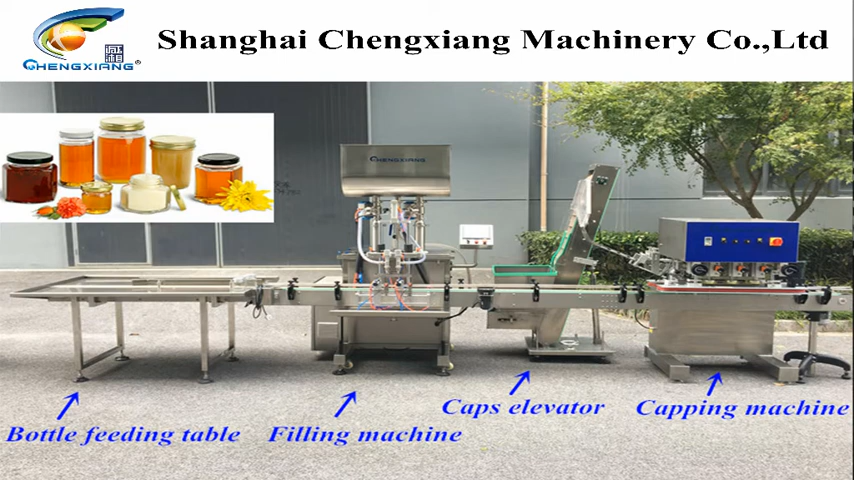 CHENGXIANG®
Shanghai Chengxiang Machinery Co.,Ltd
CHENGXIANG
Bottle feeding table
Filling machine
Caps elevator
Capping machine